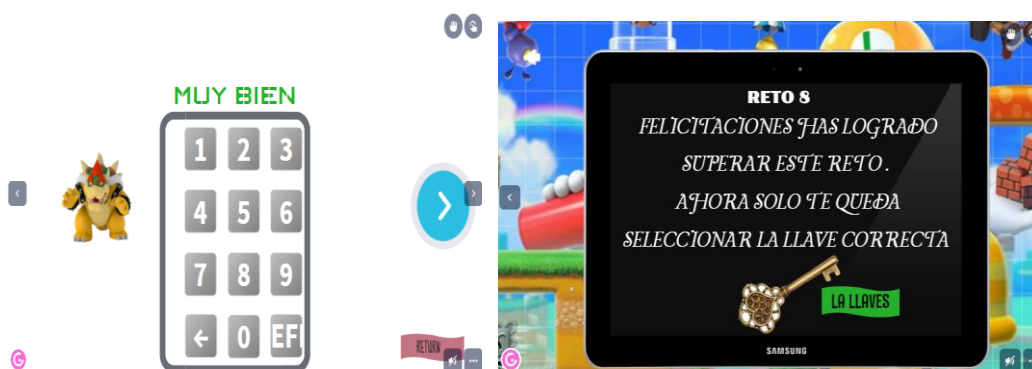 MUY BIEN
1 2 3
4 5 6
7 8 9
← 0 EF
RETURN
RETO 8
FELICITACIONES HAS LOGRADO
SUPERAR ESTE RETO.
AHORA SOLO TE QUEDA
SELECCIONAR LA LLAVE CORRECTA
LA LLAVES
SAMSUNG